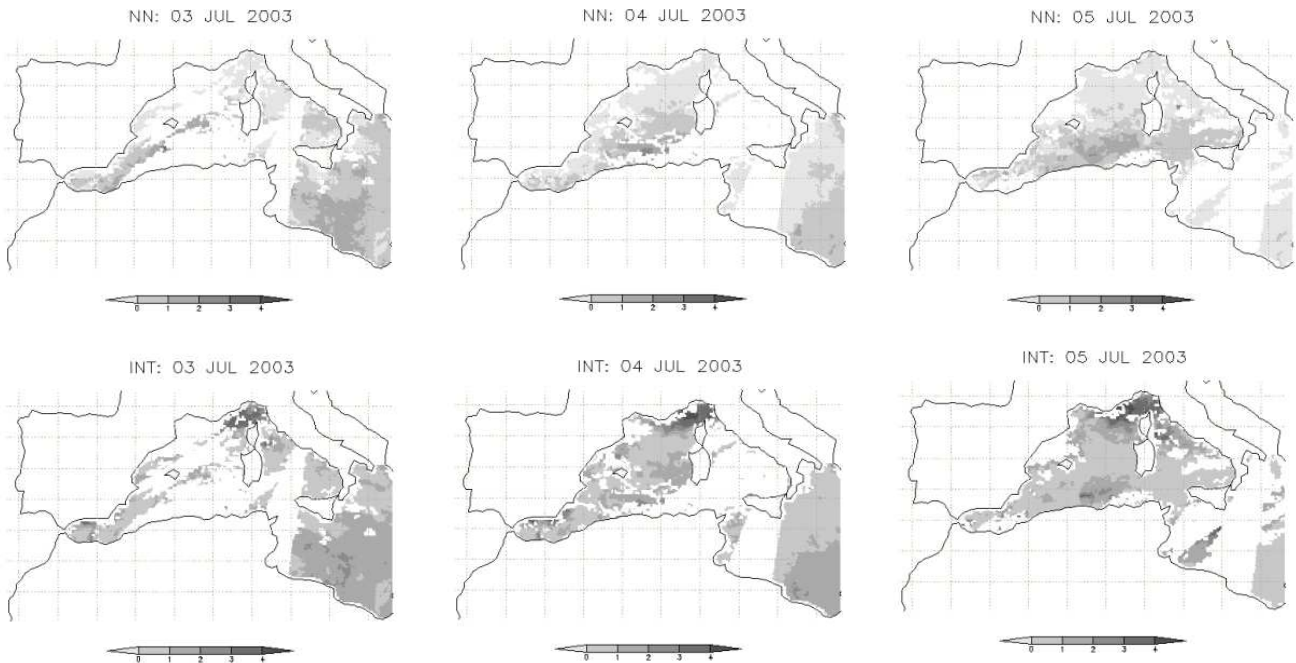 NN: 03 JUL 2003
NN: 04 JUL 2003
NN: 05 JUL 2003
0 1 2 3 4
0 1 2 3 4
0 1 2 3 4
INT: 03 JUL 2003
INT: 04 JUL 2003
INT: 05 JUL 2003
0 1 2 3 4
0 1 2 3 4
0 1 2 3 4